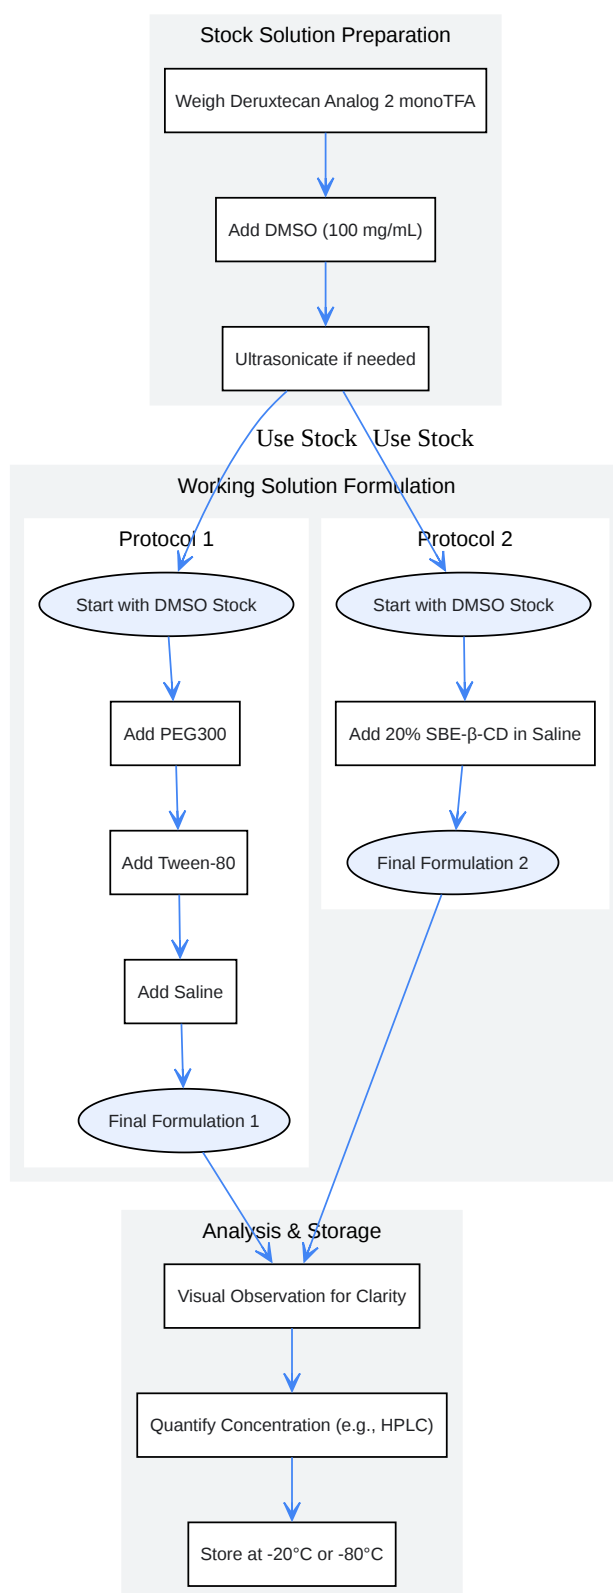 Stock Solution Preparation
Weigh Deruxtecan Analog 2 monoTFA
Add DMSO (100 mg/mL)
Ultrasonicate if needed
Use Stock
Use Stock
Working Solution Formulation
Protocol 1
Start with DMSO Stock
Add PEG300
Add Tween-80
Add Saline
Final Formulation 1
Protocol 2
Start with DMSO Stock
Add 20% SBE-β-CD in Saline
Final Formulation 2
Analysis & Storage
Visual Observation for Clarity
Quantify Concentration (e.g., HPLC)
Store at -20°C or -80°C